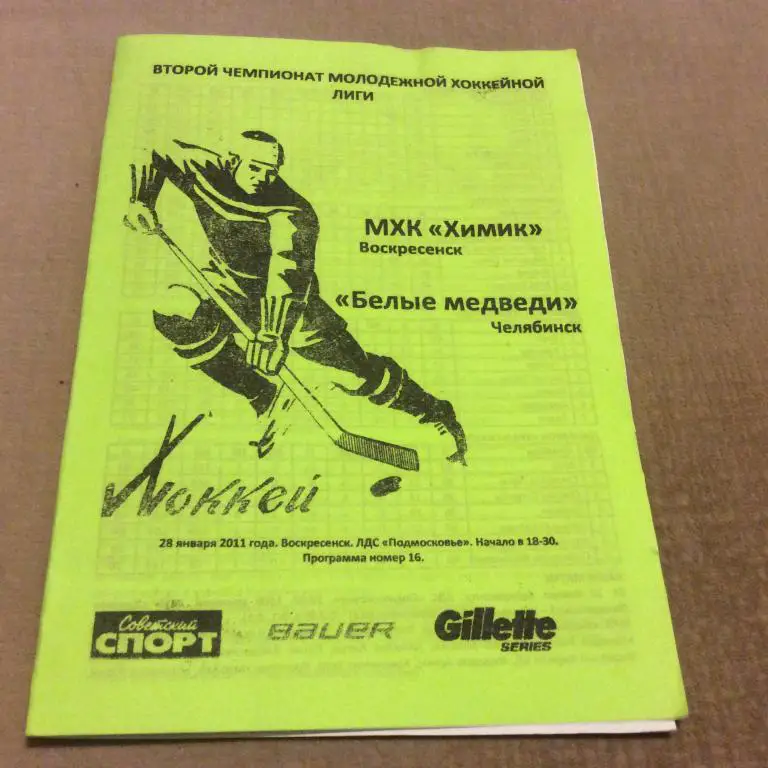 ВТОРОЙ ЧЕМПИОНАТ МОЛОДЕЖНОЙ ХОККЕЙНОЙ
ЛИГИ
МХК «Химик»
Воскресенск
«Белые медведи»
Челябинск
Хоккей
28 января 2011 года. Воскресенск. ЛДС «Подмосковье». Начало в 18-30.
Программа номер 16.
Советский
СПОРТ
BAUER
Gillette
SERIES